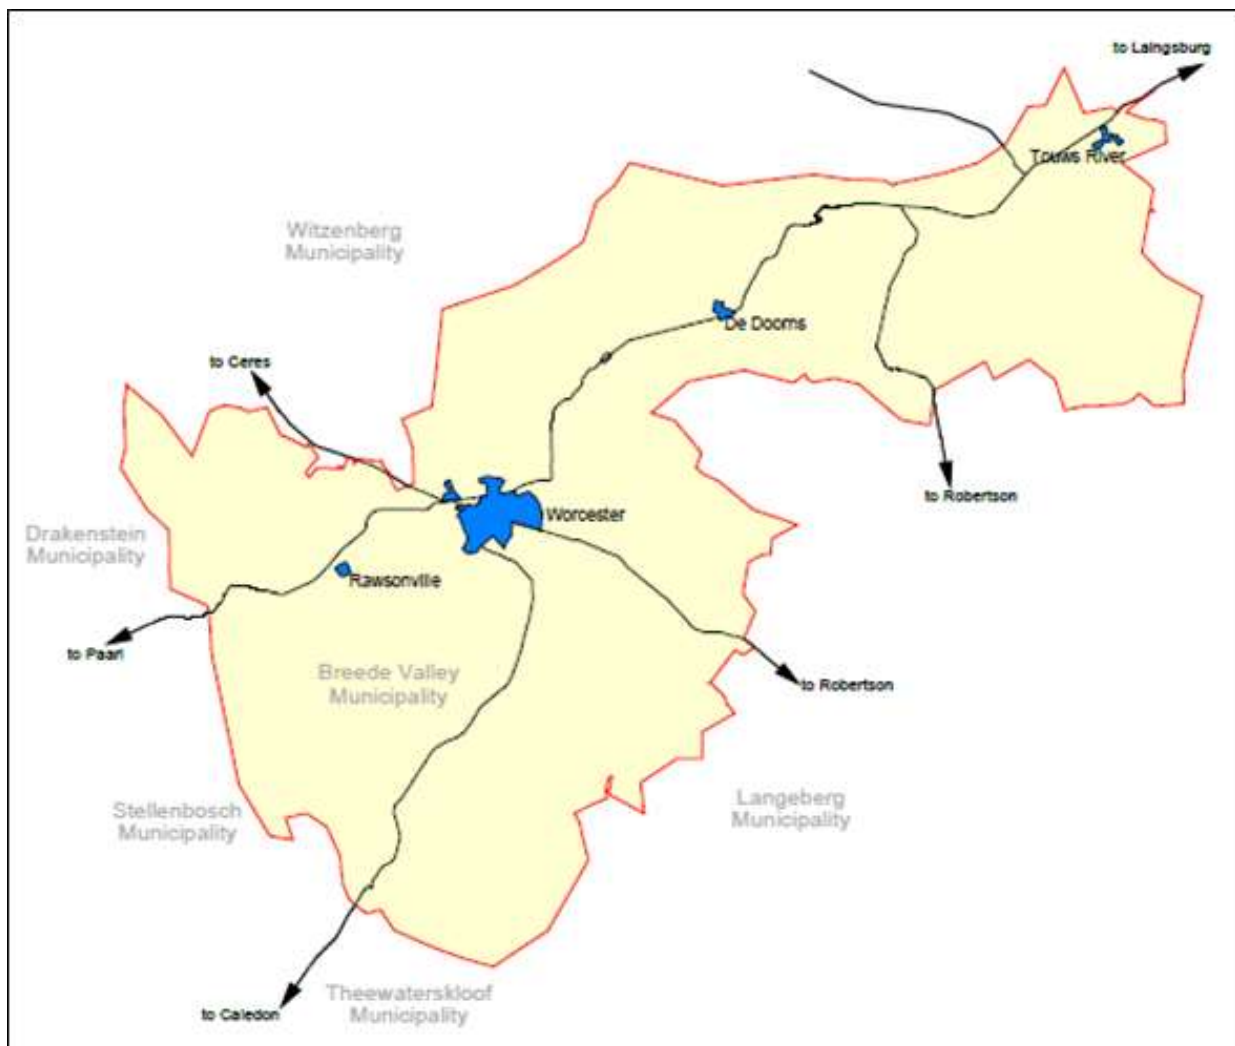 to Laingsburg
Touws River
Witzenberg
Municipality
De Doorns
to Ceres
to Robertson
Worcester
Drakenstein
Municipality
Rawsonville
to Paarl
Breede Valley
Municipality
to Robertson
Langeberg
Municipality
Stellenbosch
Municipality
Theewaterskloof
Municipality
to Caledon